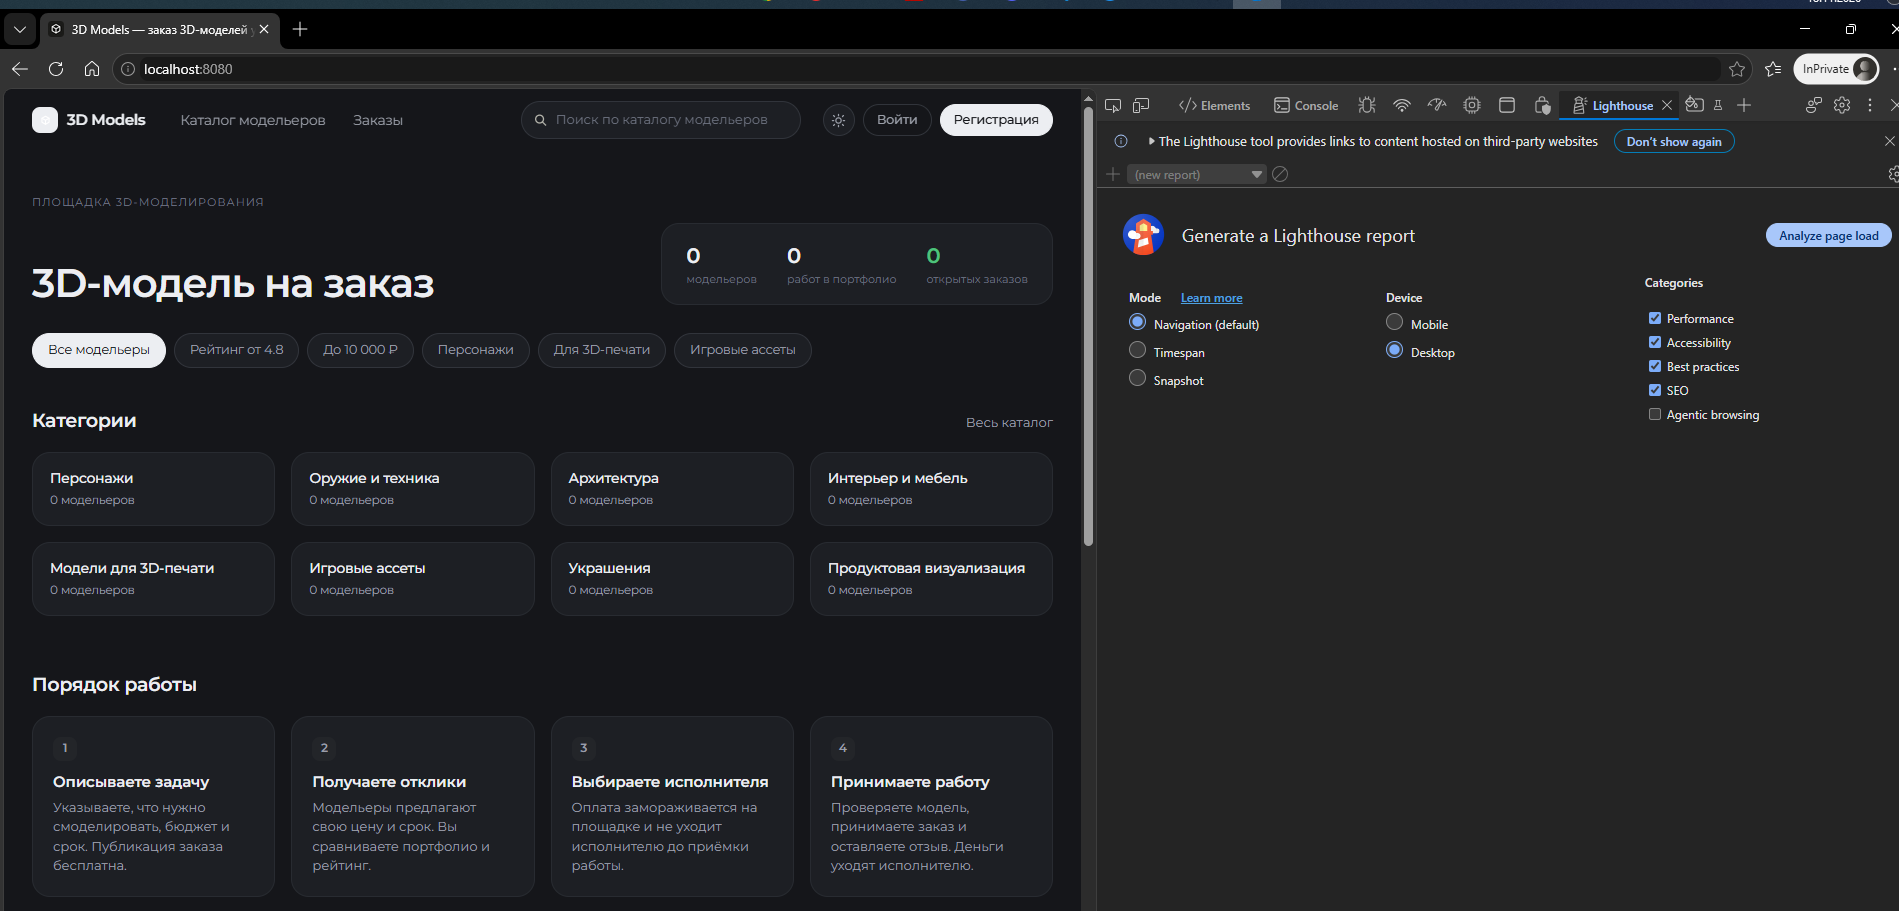 3D Models — заказ 3D-моделей
localhost:8080
InPrivate
3D Models
Каталог модельеров
Заказы
Поиск по каталогу модельеров
Войти
Регистрация
ПЛОЩАДКА 3D-МОДЕЛИРОВАНИЯ
3D-модель на заказ
0
модельеров
0
работ в портфолио
0
открытых заказов
Все модельеры
Рейтинг от 4.8
До 10 000 ₽
Персонажи
Для 3D-печати
Игровые ассеты
Категории
Весь каталог
Персонажи
0 модельеров
Оружие и техника
0 модельеров
Архитектура
0 модельеров
Интерьер и мебель
0 модельеров
Модели для 3D-печати
0 модельеров
Игровые ассеты
0 модельеров
Украшения
0 модельеров
Продуктовая визуализация
0 модельеров
Порядок работы
1
Описываете задачу
Указываете, что нужно
смоделировать, бюджет и
срок. Публикация заказа
бесплатна.
2
Получаете отклики
Модельеры предлагают
свою цену и срок. Вы
сравниваете портфолио и
рейтинг.
3
Выбираете исполнителя
Оплата замораживается на
площадке и не уходит
исполнителю до приёмки
работы.
4
Принимаете работу
Проверяете модель,
принимаете заказ и
оставляете отзыв. Деньги
уходят исполнителю.
Elements
Console
Lighthouse
The Lighthouse tool provides links to content hosted on third-party websites
Don't show again
(new report)
Generate a Lighthouse report
Analyze page load
Mode
Learn more
Navigation (default)
Timespan
Snapshot
Device
Mobile
Desktop
Categories
Performance
Accessibility
Best practices
SEO
Agentic browsing